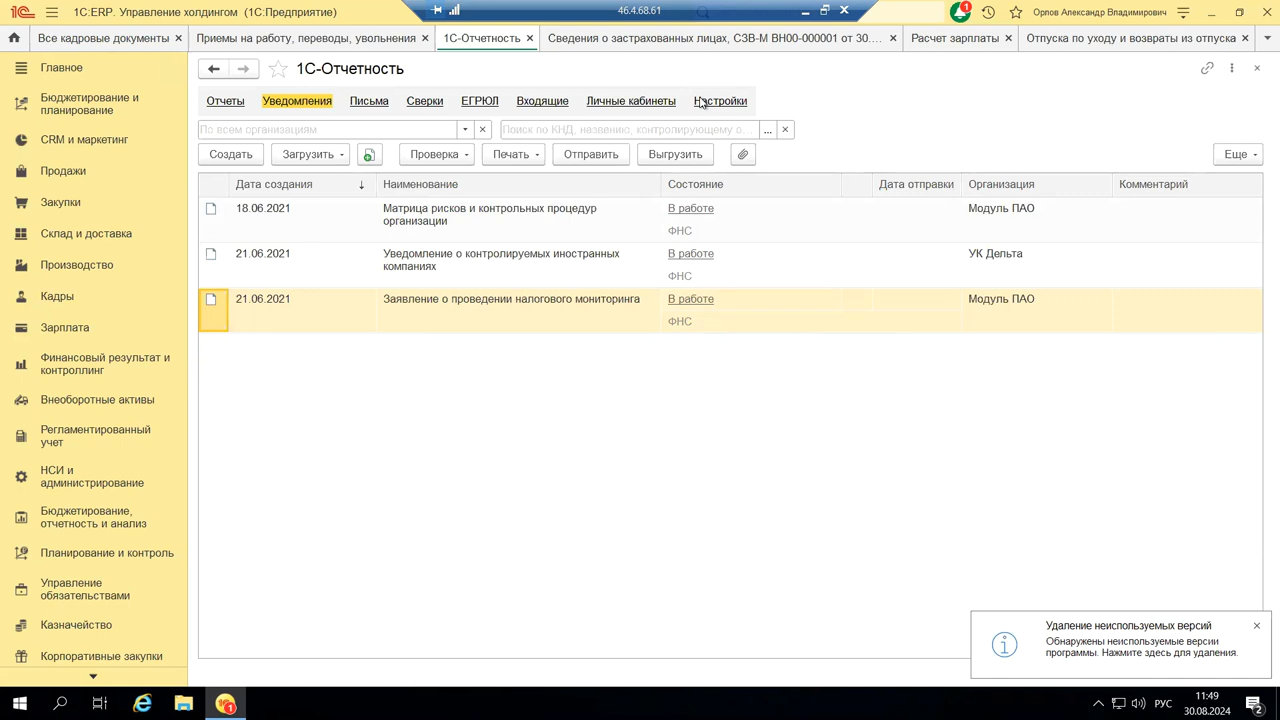 1С:ERP. Управление холдингом (1С:Предприятие)
46.4.68.61
1
Орлов Александр Владимирович
Все кадровые документы
Приемы на работу, переводы, увольнения
1С-Отчетность
Сведения о застрахованных лицах, СЗВ-М ВН00-000001 от 30....
Расчет зарплаты
Отпуска по уходу и возвраты из отпуска
Главное
Бюджетирование и
планирование
CRM и маркетинг
Продажи
Закупки
Склад и доставка
Производство
Кадры
Зарплата
Финансовый результат и
контроллинг
Внеоборотные активы
Регламентированный
учет
НСИ и
администрирование
Бюджетирование,
отчетность и анализ
Планирование и контроль
Управление
обязательствами
Казначейство
Корпоративные закупки
1С-Отчетность
Отчеты
Уведомления
Письма
Сверки
ЕГРЮЛ
Входящие
Личные кабинеты
Настройки
По всем организациям
Поиск по КНД, названию, контролирующему о...
...
Создать
Загрузить
Проверка
Печать
Отправить
Выгрузить
Еще
Дата создания
Наименование
Состояние
Дата отправки
Организация
Комментарий
18.06.2021
Матрица рисков и контрольных процедур
организации
В работе
ФНС
Модуль ПАО
21.06.2021
Уведомление о контролируемых иностранных
компаниях
В работе
ФНС
УК Дельта
21.06.2021
Заявление о проведении налогового мониторинга
В работе
ФНС
Модуль ПАО
Удаление неиспользуемых версий
Обнаружены неиспользуемые версии
программы. Нажмите здесь для удаления.
1
РУС
11:49
30.08.2024
2